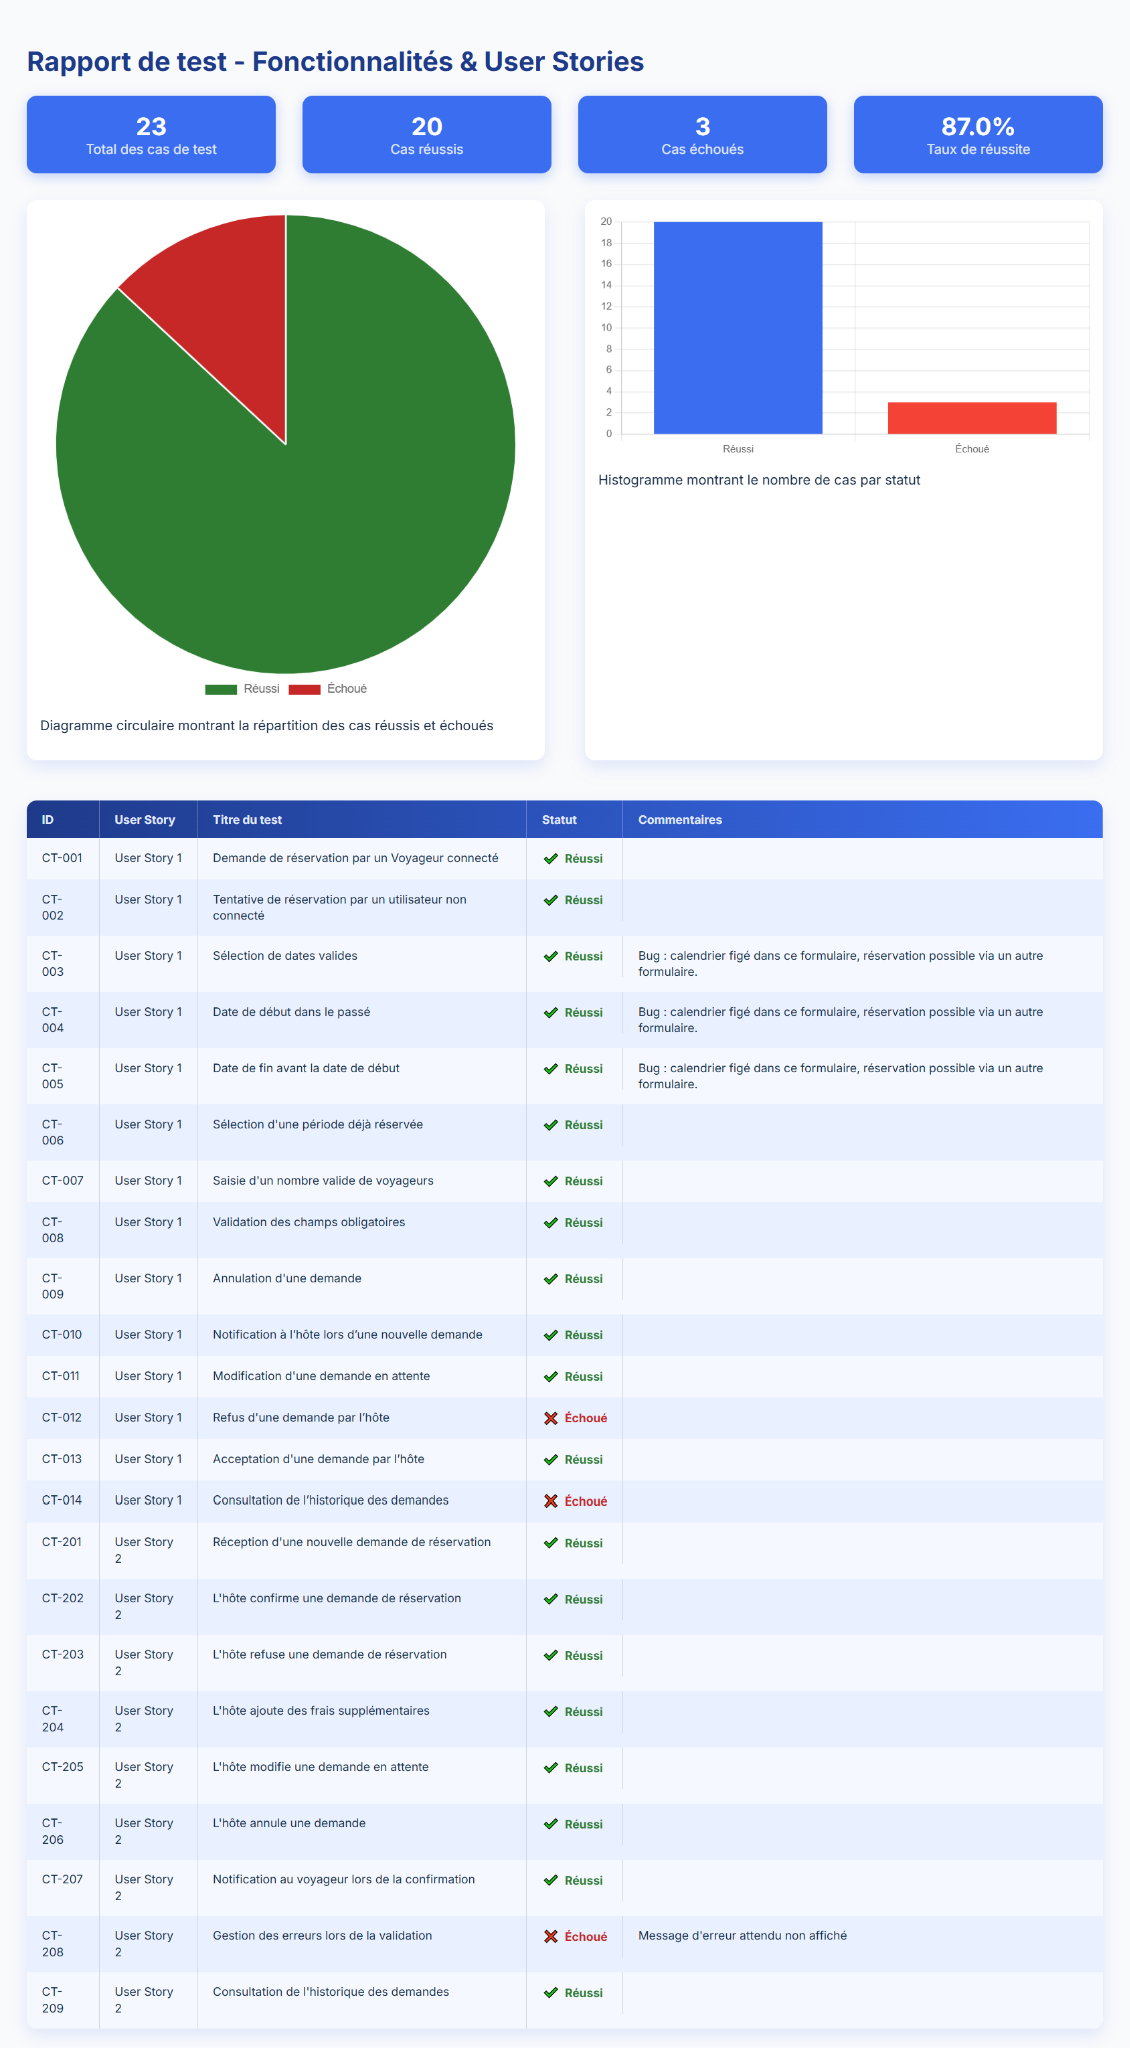 Rapport de test - Fonctionnalités & User Stories
23
Total des cas de test
20
Cas réussis
3
Cas échoués
87.0%
Taux de réussite
Réussi
Échoué
Diagramme circulaire montrant la répartition des cas réussis et échoués
20
18
16
14
12
10
8
6
4
2
0
Réussi
Échoué
Histogramme montrant le nombre de cas par statut
ID User Story Titre du test Statut Commentaires
CT-001 User Story 1 Demande de réservation par un Voyageur connecté Réussi
CT-
002 User Story 1 Tentative de réservation par un utilisateur non
connecté Réussi
CT-
003 User Story 1 Sélection de dates valides Réussi Bug : calendrier figé dans ce formulaire, réservation possible via un autre
formulaire.
CT-
004 User Story 1 Date de début dans le passé Réussi Bug : calendrier figé dans ce formulaire, réservation possible via un autre
formulaire.
CT-
005 User Story 1 Date de fin avant la date de début Réussi Bug : calendrier figé dans ce formulaire, réservation possible via un autre
formulaire.
CT-
006 User Story 1 Sélection d'une période déjà réservée Réussi
CT-007 User Story 1 Saisie d'un nombre valide de voyageurs Réussi
CT-
008 User Story 1 Validation des champs obligatoires Réussi
CT-
009 User Story 1 Annulation d'une demande Réussi
CT-010 User Story 1 Notification à l’hôte lors d’une nouvelle demande Réussi
CT-011 User Story 1 Modification d'une demande en attente Réussi
CT-012 User Story 1 Refus d'une demande par l’hôte Échoué
CT-013 User Story 1 Acceptation d'une demande par l’hôte Réussi
CT-014 User Story 1 Consultation de l’historique des demandes Échoué
CT-201 User Story
2 Réception d'une nouvelle demande de réservation Réussi
CT-202 User Story
2 L'hôte confirme une demande de réservation Réussi
CT-203 User Story
2 L'hôte refuse une demande de réservation Réussi
CT-
204 User Story
2 L'hôte ajoute des frais supplémentaires Réussi
CT-205 User Story
2 L'hôte modifie une demande en attente Réussi
CT-
206 User Story
2 L'hôte annule une demande Réussi
CT-207 User Story
2 Notification au voyageur lors de la confirmation Réussi
CT-
208 User Story
2 Gestion des erreurs lors de la validation Échoué Message d'erreur attendu non affiché
CT-
209 User Story
2 Consultation de l'historique des demandes Réussi